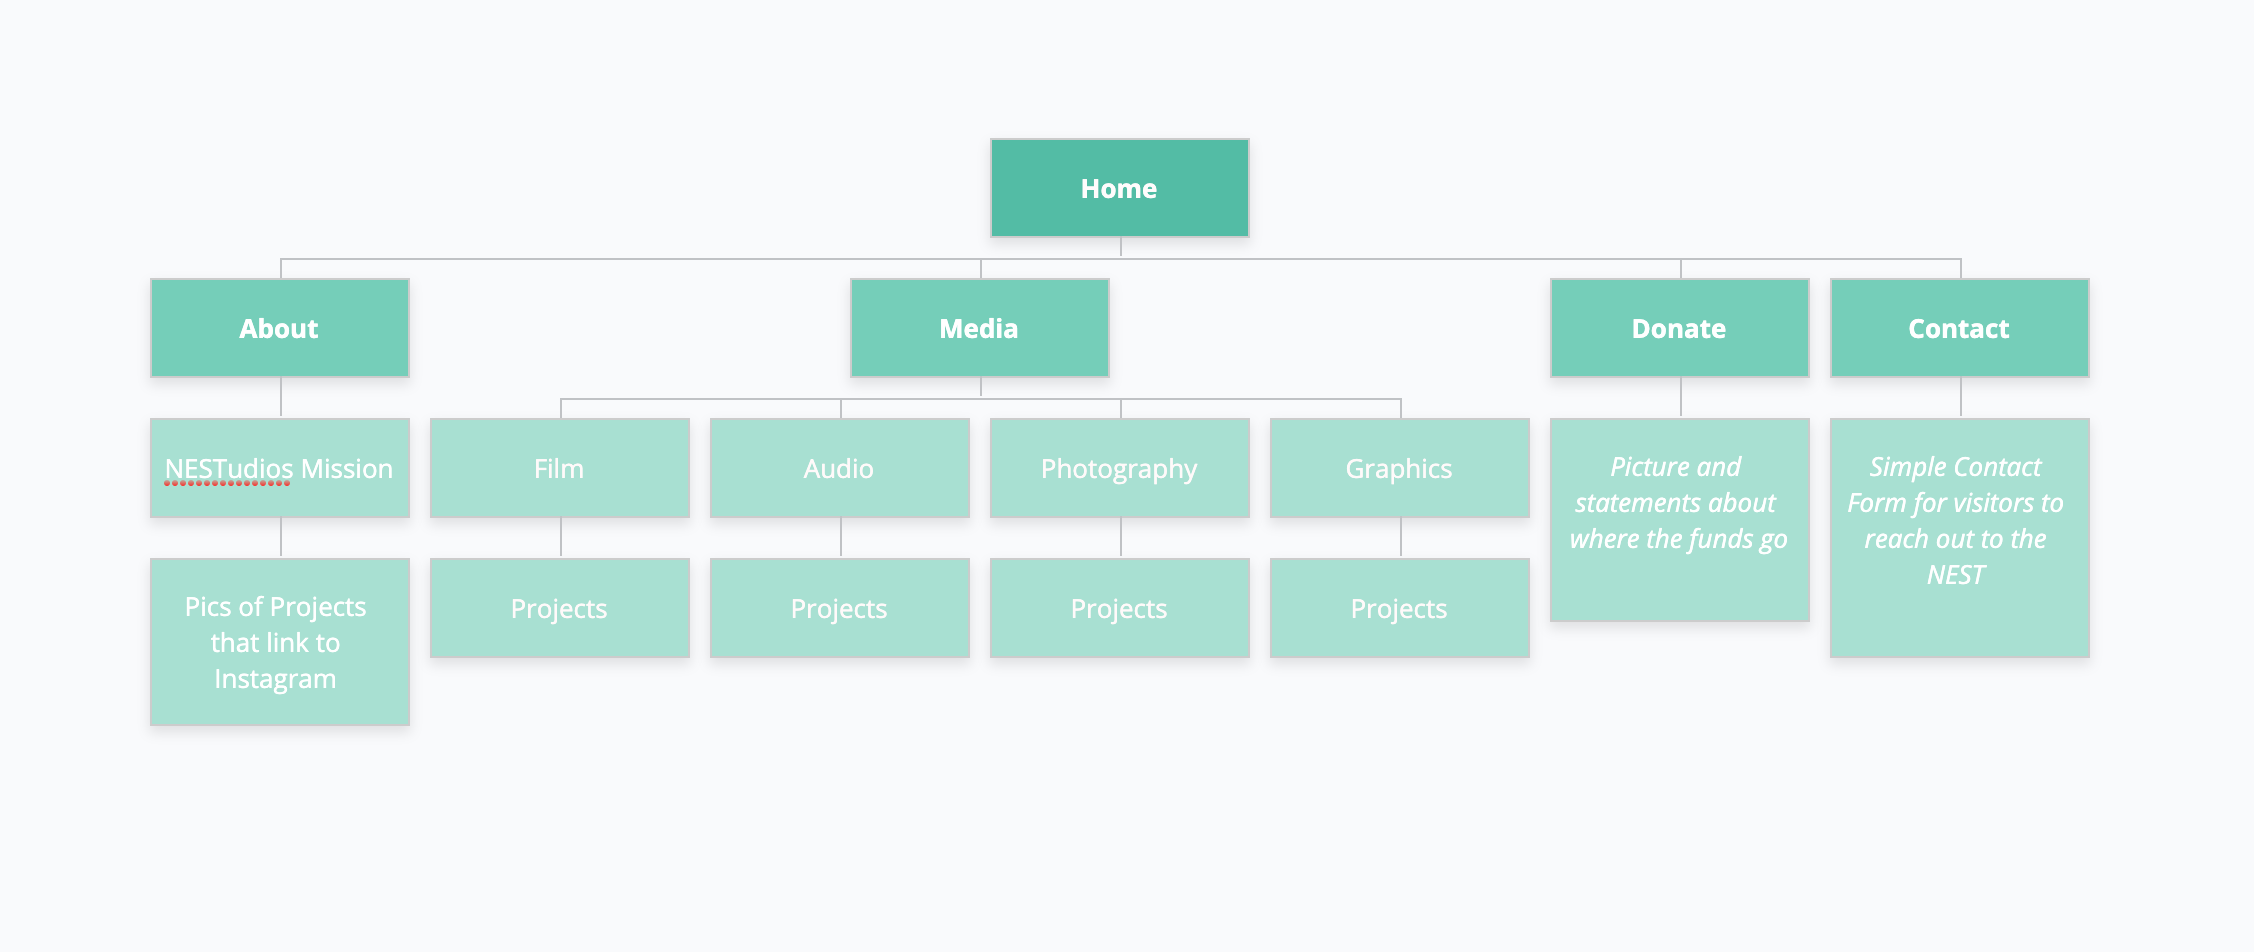 Home
About
Media
Donate
Contact
NESTudios Mission
Film
Audio
Photography
Graphics
Picture and
statements about
where the funds go
Simple Contact
Form for visitors to
reach out to the
NEST
Pics of Projects
that link to
Instagram
Projects
Projects
Projects
Projects